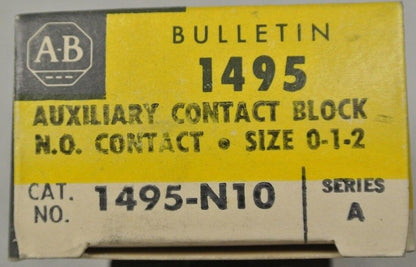 A-B
BULLETIN
1495
AUXILIARY CONTACT BLOCK
N.O. CONTACT • SIZE 0-1-2
CAT. NO. 1495-N10
SERIES A